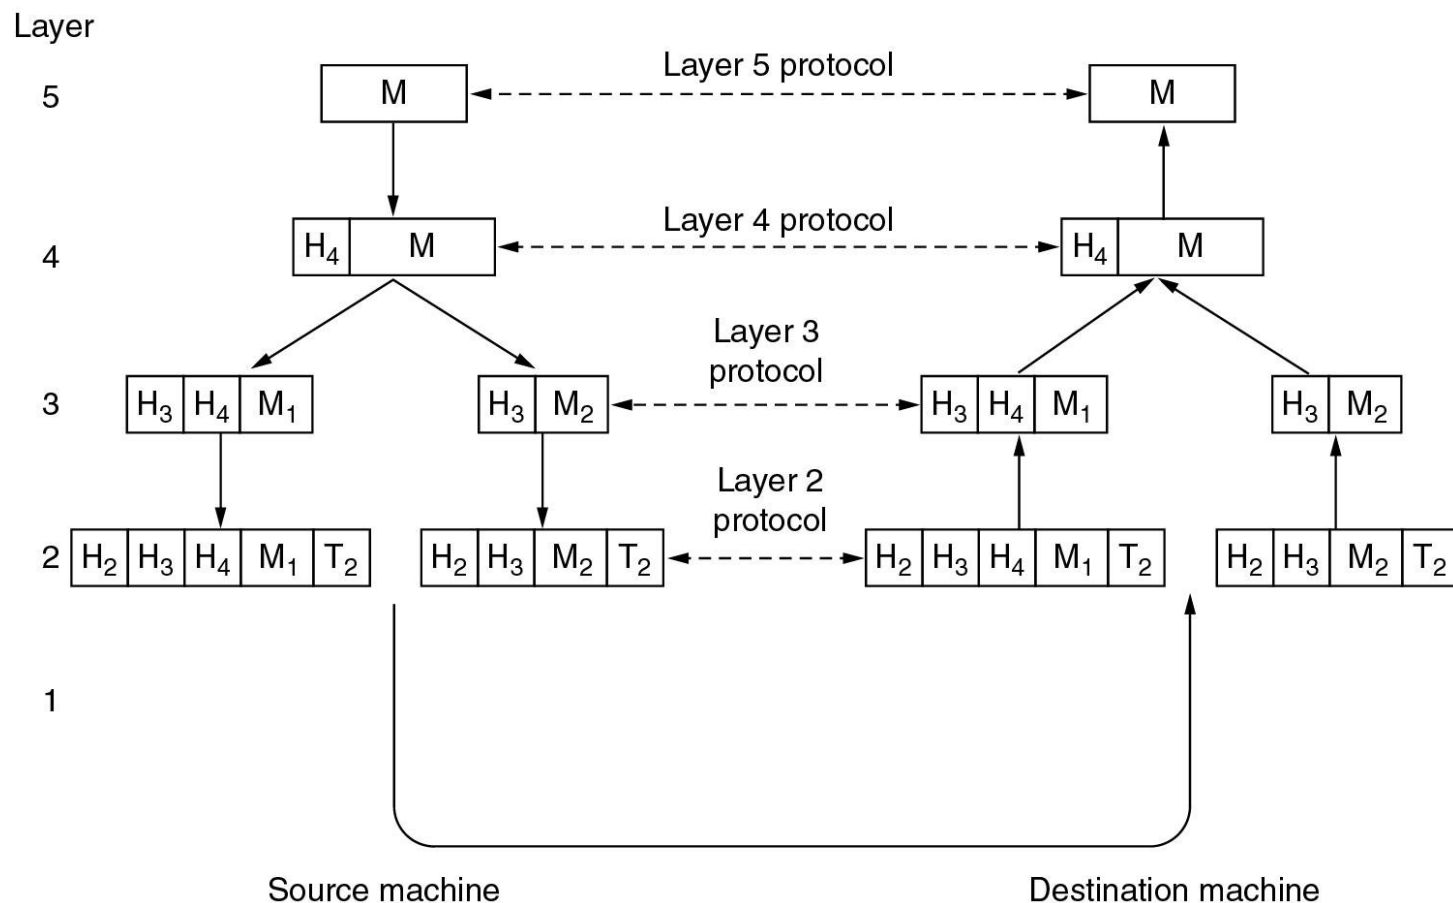 Layer
5 M Layer 5 protocol M
4 H₄ M Layer 4 protocol H₄ M
Layer 3
protocol
3 H₃ H₄ M₁ H₃ M₂ H₃ H₄ M₁ H₃ M₂
Layer 2
protocol
2 H₂ H₃ H₄ M₁ T₂ H₂ H₃ M₂ T₂ H₂ H₃ H₄ M₁ T₂ H₂ H₃ M₂ T₂
1
Source machine Destination machine